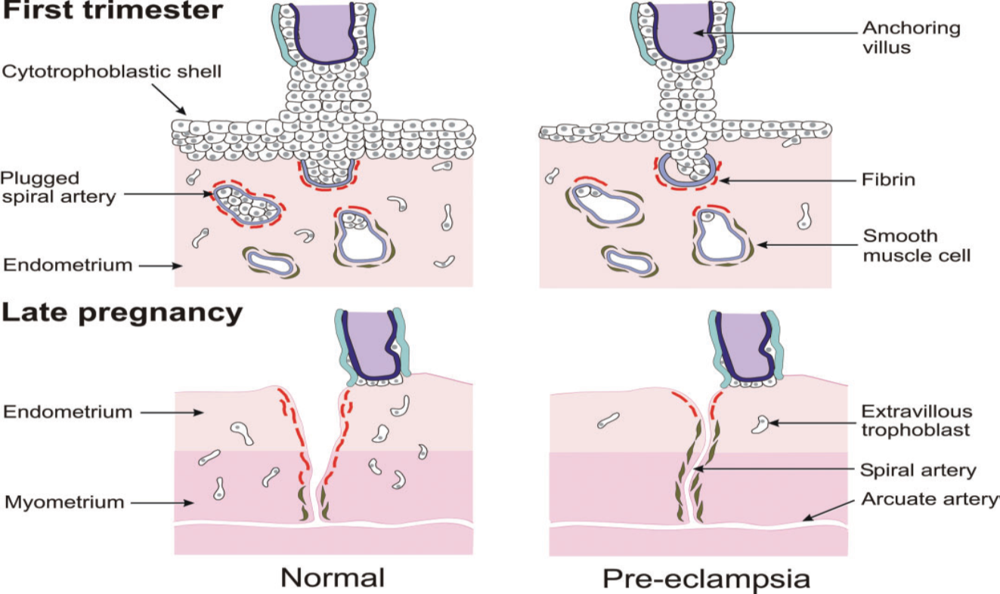 First trimester
Anchoring
villus
Cytotrophoblastic shell
Plugged
spiral artery
Fibrin
Smooth
muscle cell
Endometrium
Late pregnancy
Endometrium
Extravillous
trophoblast
Spiral artery
Myometrium
Arcuate artery
Normal
Pre-eclampsia